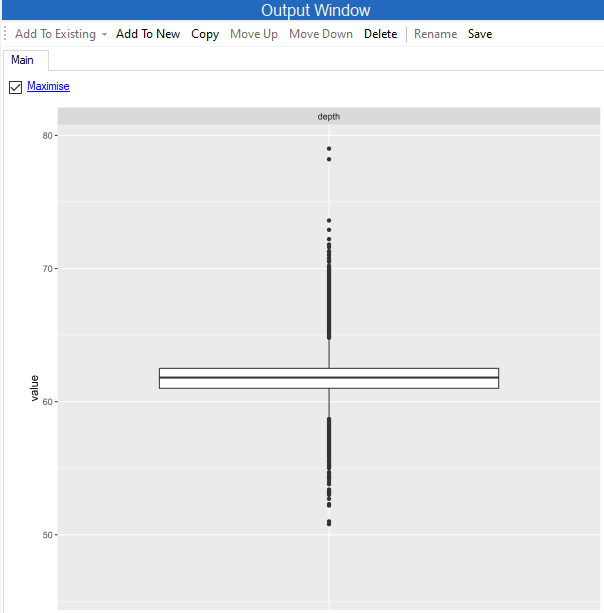 Output Window
Add To Existing Add To New Copy Move Up Move Down Delete Rename Save
Main
Maximise
depth
80
70
value
60
50